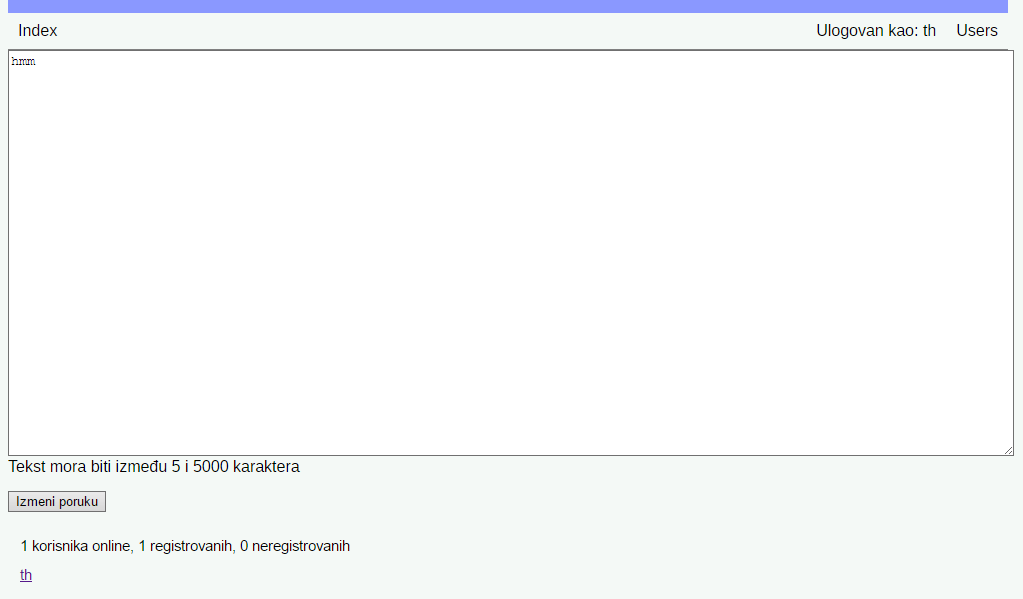 Index Ulogovan kao: th Users
hmm
Tekst mora biti između 5 i 5000 karaktera
Izmeni poruku
1 korisnika online, 1 registrovanih, 0 neregistrovanih
th